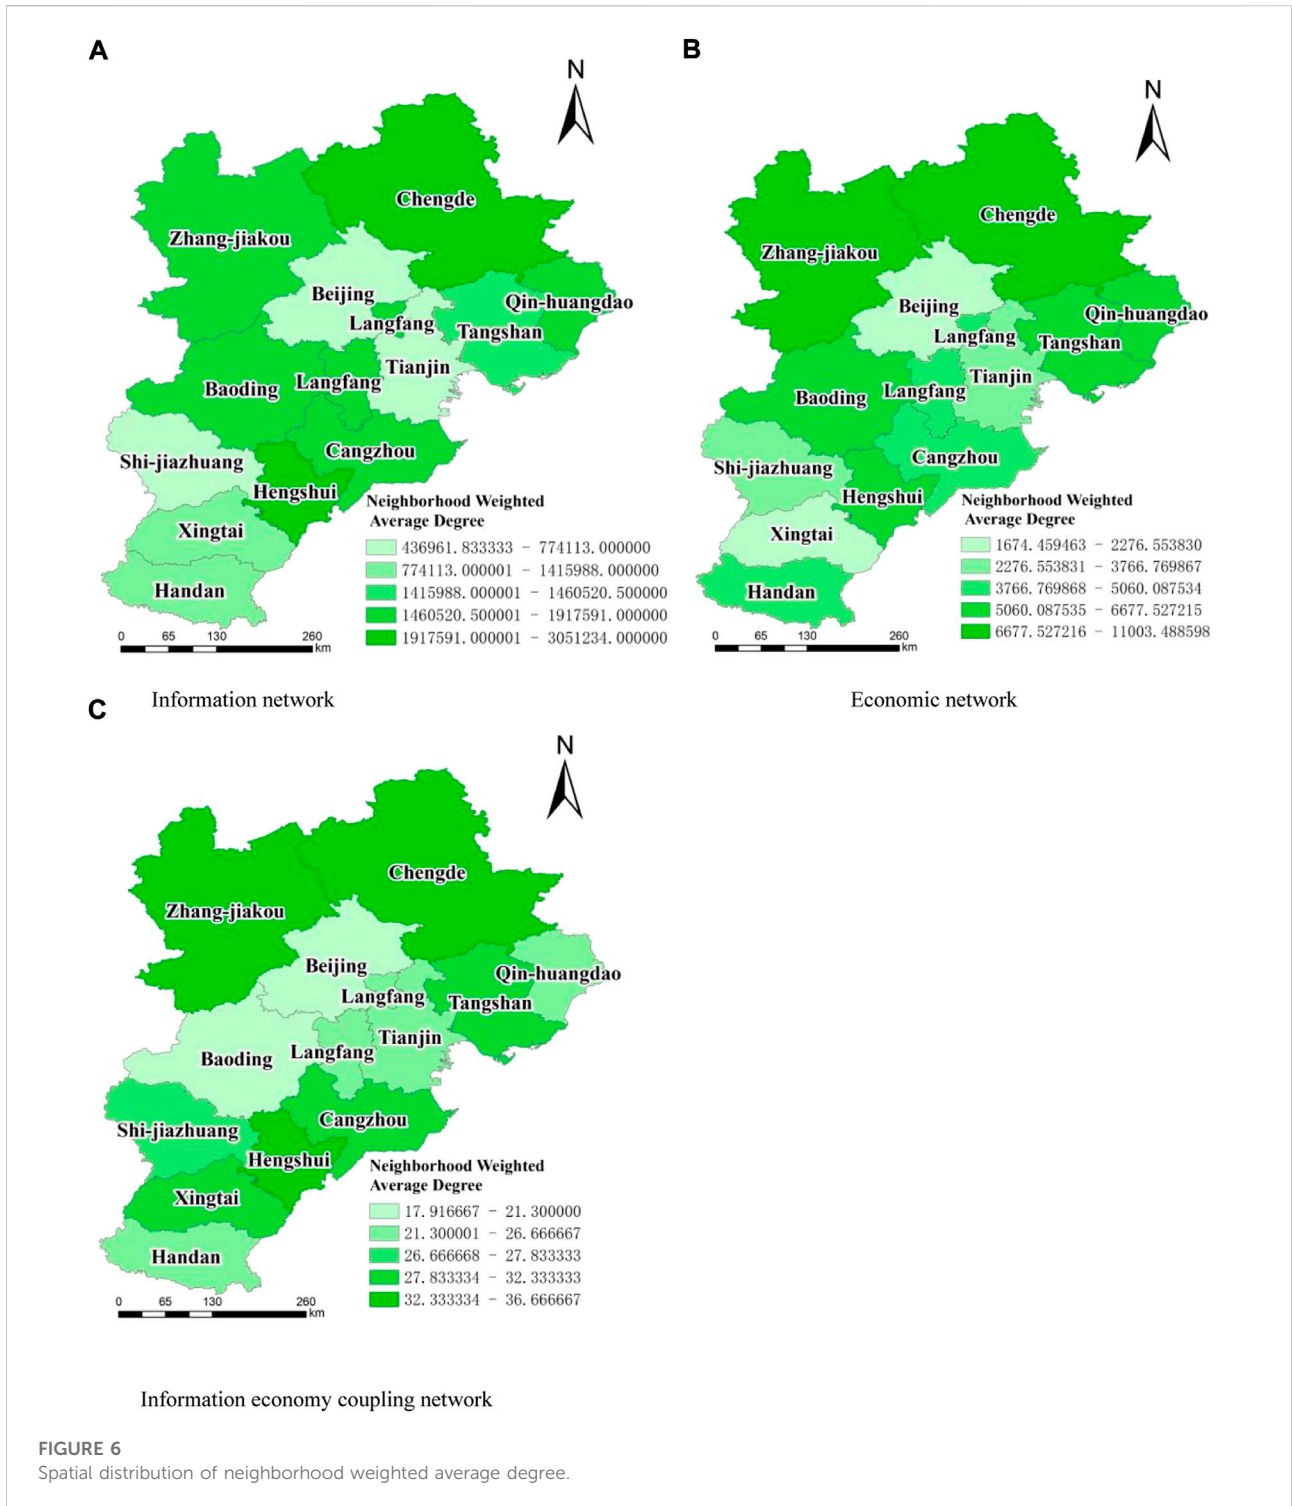 A
N
Chengde
Zhang-jiakou
Beijing
Langfang
Qin-huangdao
Tangshan
Tianjin
Langfang
Baoding
Cangzhou
Shi-jiazhuang
Hengshui
Xingtai
Handan
Neighborhood Weighted
Average Degree
436961.833333 - 774113.000000
774113.000001 - 1415988.000000
1415988.000001 - 1460520.500000
1460520.500001 - 1917591.000000
1917591.000001 - 3051234.000000
0 65 130 260
km
Information network
B
N
Chengde
Zhang-jiakou
Beijing
Langfang
Qin-huangdao
Tangshan
Tianjin
Langfang
Baoding
Cangzhou
Shi-jiazhuang
Hengshui
Xingtai
Handan
Neighborhood Weighted
Average Degree
1674.459463 - 2276.553830
2276.553831 - 3766.769867
3766.769868 - 5060.087534
5060.087535 - 6677.527215
6677.527216 - 11003.488598
0 65 130 260
km
Economic network
C
N
Chengde
Zhang-jiakou
Beijing
Langfang
Qin-huangdao
Tangshan
Tianjin
Langfang
Baoding
Cangzhou
Shi-jiazhuang
Hengshui
Xingtai
Handan
Neighborhood Weighted
Average Degree
17.916667 - 21.300000
21.300001 - 26.666667
26.666668 - 27.833333
27.833334 - 32.333333
32.333334 - 36.666667
0 65 130 260
km
Information economy coupling network
FIGURE 6
Spatial distribution of neighborhood weighted average degree.